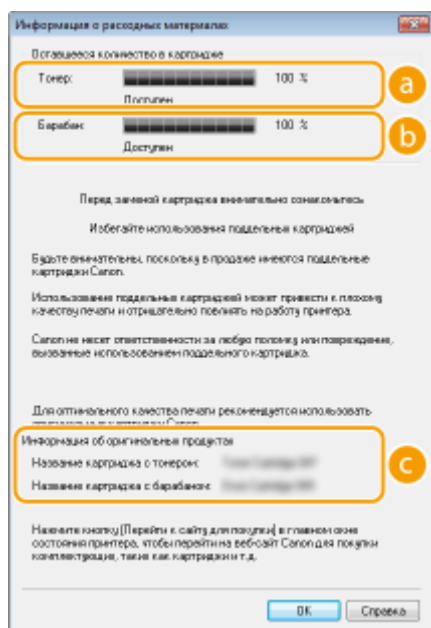 Информация о расходных материалах
Оставшееся количество в картридже
Тонер: 100 %
Доступен
a
Барабан: 100 %
Доступен
b
Перед заменой картриджа внимательно ознакомьтесь
Избегайте использования поддельных картриджей
Будьте внимательны, поскольку в продаже имеются поддельные
картриджи Canon.
Использование поддельных картриджей может привести к плохому
качеству печати и отрицательно повлиять на работу принтера.
Canon не несет ответственности за любую поломку или повреждение,
вызванные использованием поддельного картриджа.
Для оптимального качества печати рекомендуется использовать
Информация об оригинальных продуктах
Название картриджа с тонером:
Название картриджа с барабаном:
c
Нажмите кнопку [Перейти к сайту для покупки] в главном окне
состояния принтера, чтобы перейти на веб-сайт Canon для покупки
комплектующих, таких как картриджи и т.д.
OK Справка